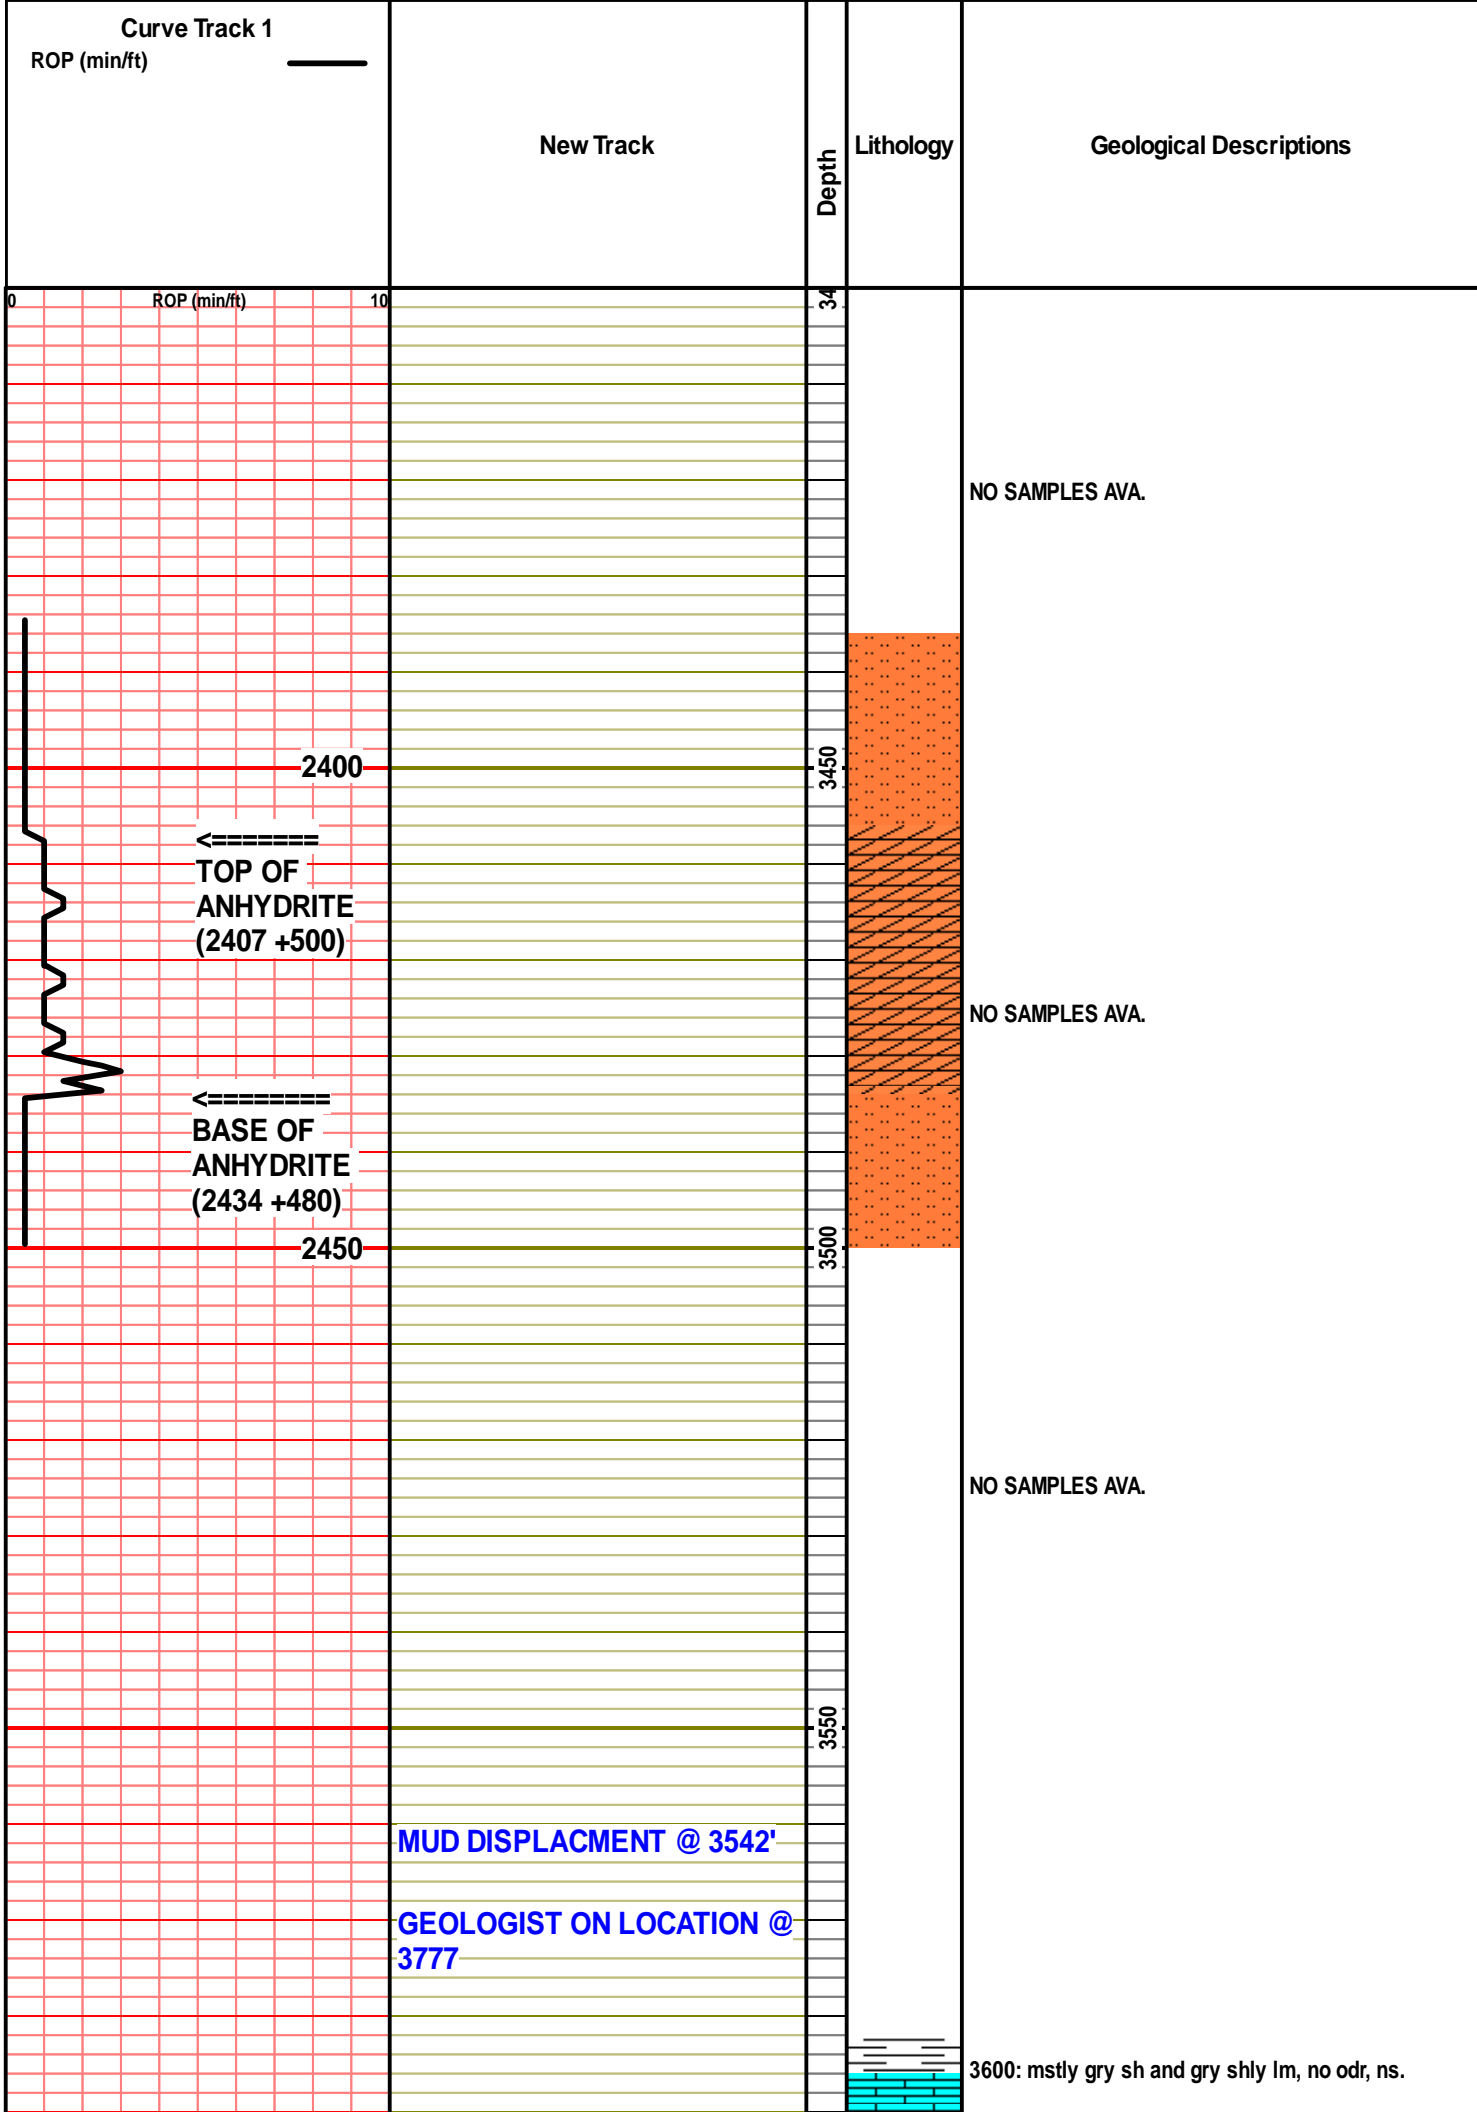 Curve Track 1
ROP (min/ft)
New Track
Depth
Lithology
Geological Descriptions
0 ROP (min/ft) 10
34
NO SAMPLES AVA.
2400
3450
<=======
TOP OF
ANHYDRITE
(2407 +500)
NO SAMPLES AVA.
<========
BASE OF
ANHYDRITE
(2434 +480)
2450
3500
NO SAMPLES AVA.
3550
MUD DISPLACMENT @ 3542'
GEOLOGIST ON LOCATION @
3777
3600: mstly gry sh and gry shly lm, no odr, ns.